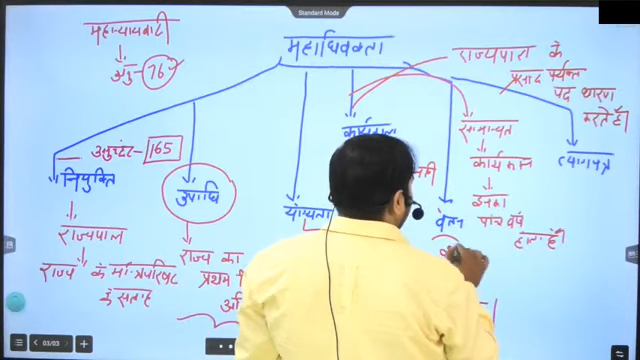 Standard Mode
महान्यायवादी
अनु- 76
महाधिवक्ता
राज्यपाल के
प्रसाद पर्यन्त
पद धारण
करते हैं।
अनुच्छेद- 165
नियुक्ति
उपाधि
योग्यता
कार्यकाल
वेतन
त्यागपत्र
सामान्यतः
कार्यकाल
इनका
पांच वर्ष
होता है।
राज्यपाल
राज्य के मंत्रिपरिषद
के सलाह
राज्य का
प्रथम
03/03